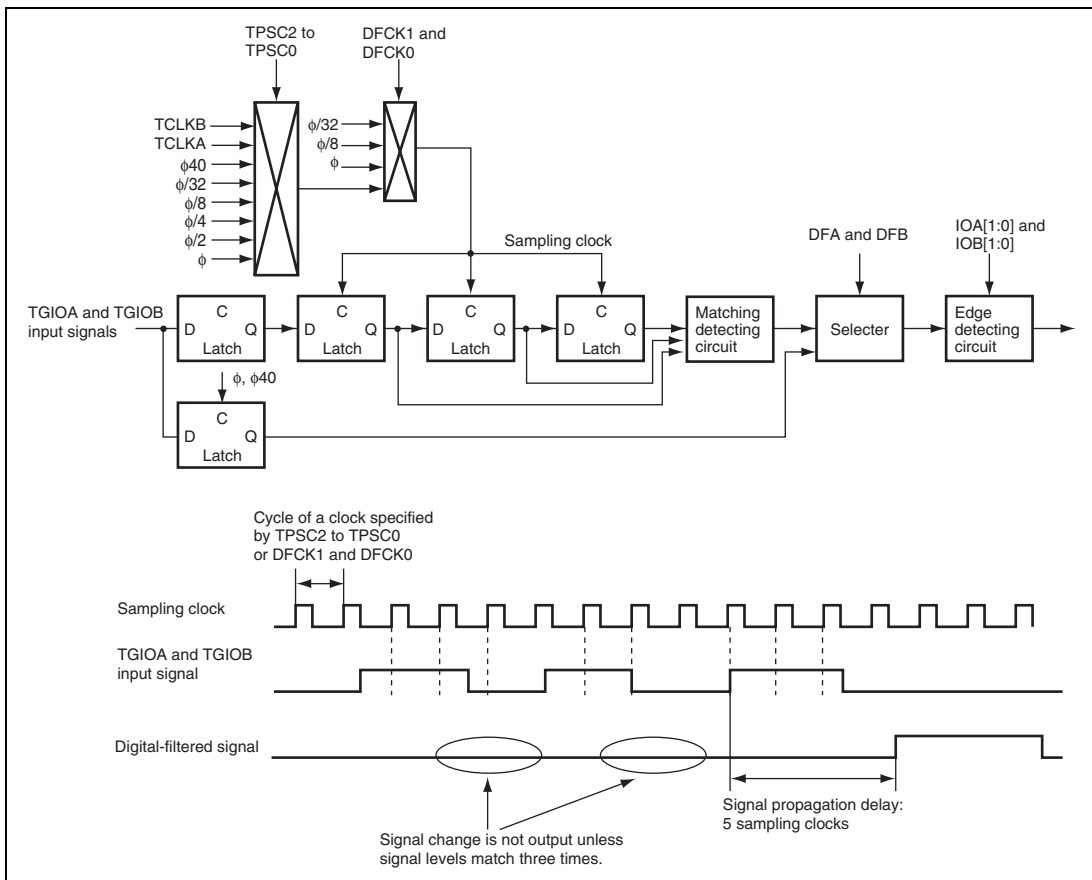 TPSC2 to
TPSC0
DFCK1 and
DFCK0
TCLKB
TCLKA
ϕ40
ϕ/32
ϕ/8
ϕ/4
ϕ/2
ϕ
ϕ/32
ϕ/8
ϕ
Sampling clock
DFA and DFB
IOA[1:0] and
IOB[1:0]
TGIOA and TGIOB
input signals
C
D Q
Latch
C
D Q
Latch
C
D Q
Latch
C
D Q
Latch
Matching
detecting
circuit
Selecter
Edge
detecting
circuit
ϕ, ϕ40
C
D Q
Latch
Cycle of a clock specified
by TPSC2 to TPSC0
or DFCK1 and DFCK0
Sampling clock
TGIOA and TGIOB
input signal
Digital-filtered signal
Signal propagation delay:
5 sampling clocks
Signal change is not output unless
signal levels match three times.